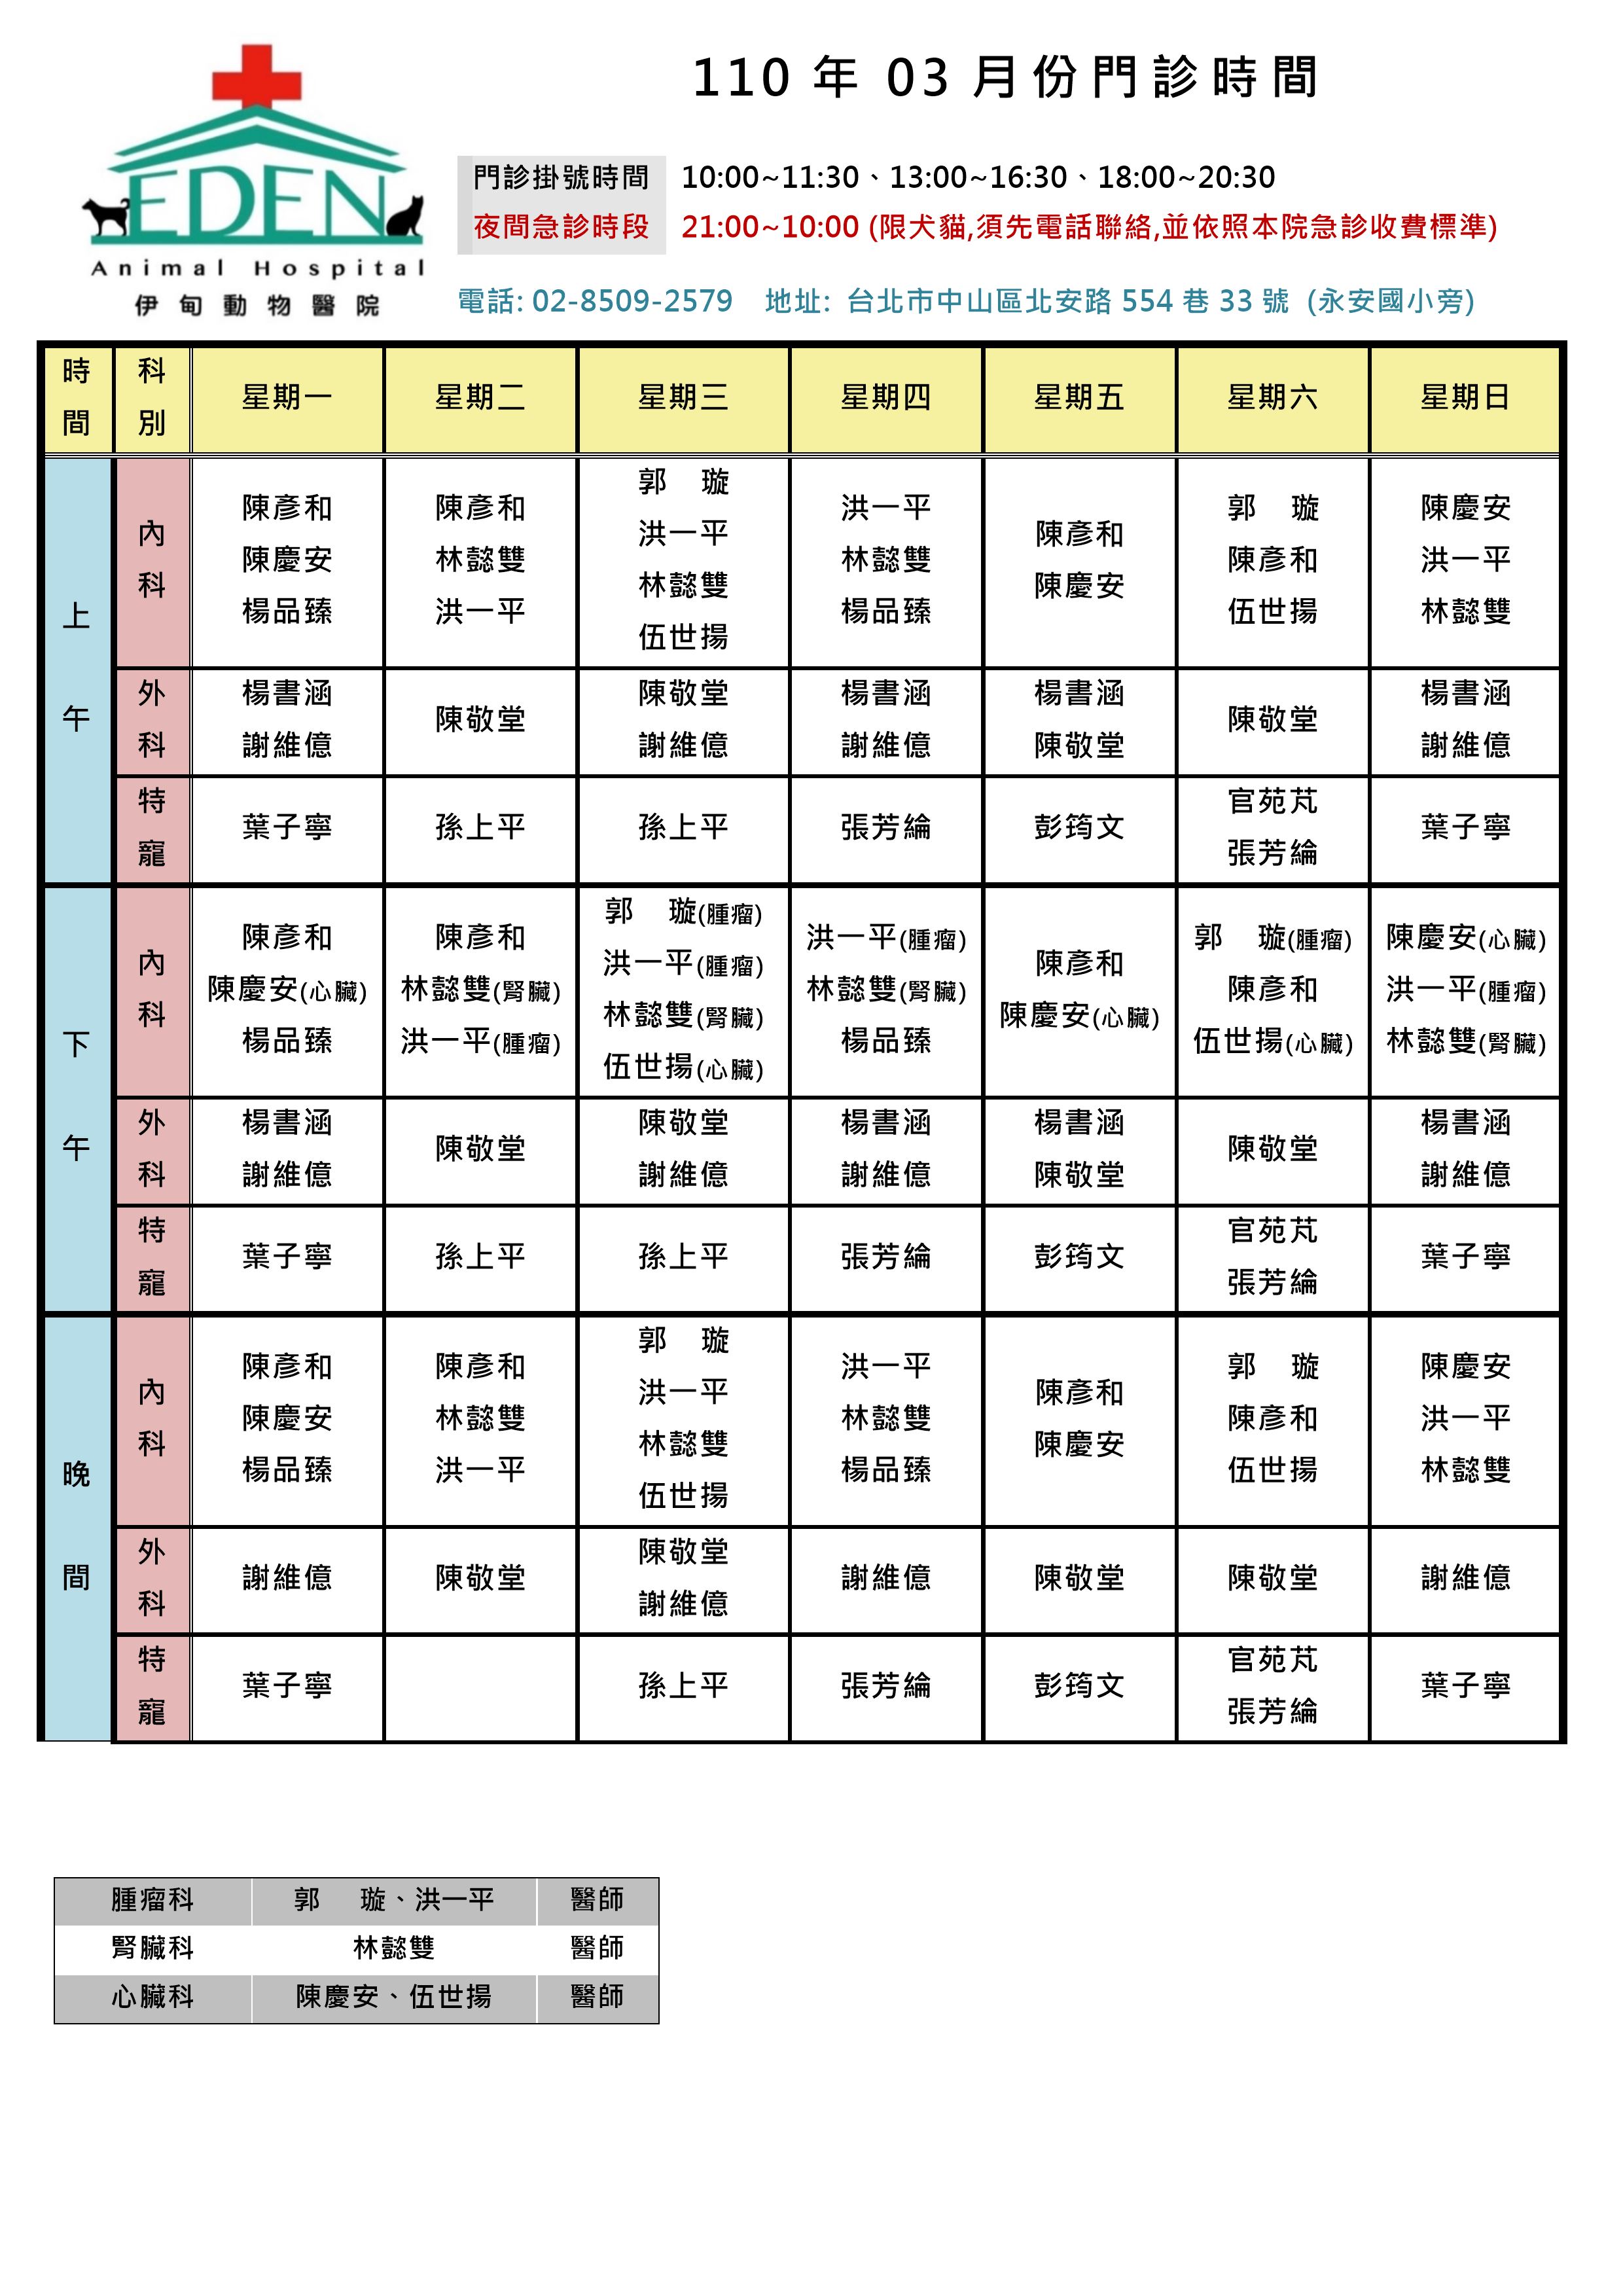 110 年 03 月份門診時間
門診掛號時間 10:00~11:30、13:00~16:30、18:00~20:30
夜間急診時段 21:00~10:00 (限犬貓,須先電話聯絡,並依照本院急診收費標準)
EDEN
Animal Hospital
伊甸動物醫院
電話: 02-8509-2579 地址: 台北市中山區北安路 554 巷 33 號 (永安國小旁)
時間 科別 星期一 星期二 星期三 星期四 星期五 星期六 星期日
上午
內科
陳彥和
陳慶安
楊品臻
陳彥和
林懿雙
洪一平
郭 璇
洪一平
林懿雙
伍世揚
洪一平
林懿雙
楊品臻
陳彥和
陳慶安
郭 璇
陳彥和
伍世揚
陳慶安
洪一平
林懿雙
外科
楊書涵
謝維億
陳敬堂
陳敬堂
謝維億
楊書涵
謝維億
楊書涵
陳敬堂
陳敬堂
楊書涵
謝維億
特寵
葉子寧
孫上平
孫上平
張芳綸
彭筠文
官苑芃
張芳綸
葉子寧
下午
內科
陳彥和
陳慶安(心臟)
楊品臻
陳彥和
林懿雙(腎臟)
洪一平(腫瘤)
郭 璇(腫瘤)
洪一平(腫瘤)
林懿雙(腎臟)
伍世揚(心臟)
洪一平(腫瘤)
林懿雙(腎臟)
楊品臻
陳彥和
陳慶安(心臟)
郭 璇(腫瘤)
陳彥和
伍世揚(心臟)
陳慶安(心臟)
洪一平(腫瘤)
林懿雙(腎臟)
外科
楊書涵
謝維億
陳敬堂
陳敬堂
謝維億
楊書涵
謝維億
楊書涵
陳敬堂
陳敬堂
楊書涵
謝維億
特寵
葉子寧
孫上平
孫上平
張芳綸
彭筠文
官苑芃
張芳綸
葉子寧
晚間
內科
陳彥和
陳慶安
楊品臻
陳彥和
林懿雙
洪一平
郭 璇
洪一平
林懿雙
伍世揚
洪一平
林懿雙
楊品臻
陳彥和
陳慶安
郭 璇
陳彥和
伍世揚
陳慶安
洪一平
林懿雙
外科
謝維億
陳敬堂
陳敬堂
謝維億
謝維億
陳敬堂
陳敬堂
謝維億
特寵
葉子寧
孫上平
張芳綸
彭筠文
官苑芃
張芳綸
葉子寧
腫瘤科 郭 璇、洪一平 醫師
腎臟科 林懿雙 醫師
心臟科 陳慶安、伍世揚 醫師